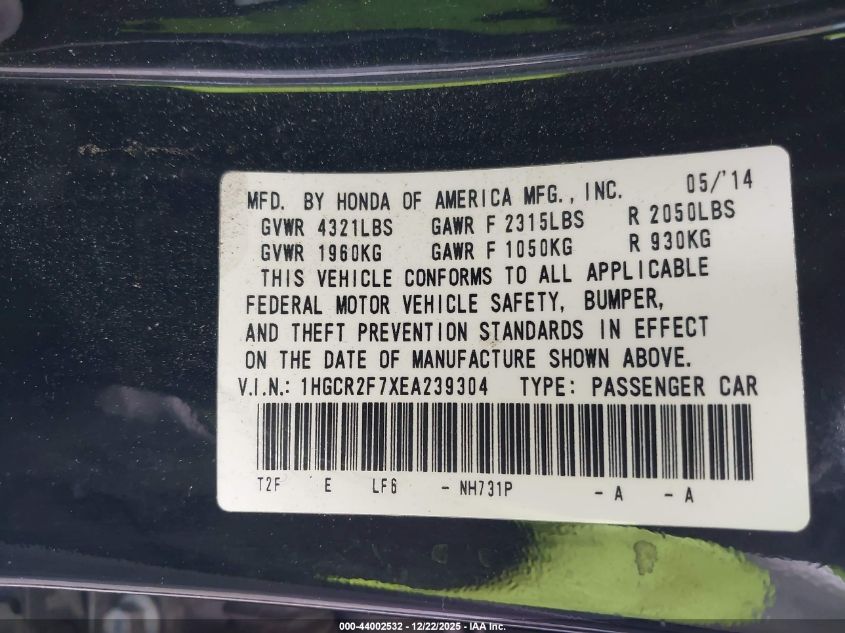 MFD. BY HONDA OF AMERICA MFG., INC. 05/'14
GVWR 4321LBS GAWR F 2315LBS R 2050LBS
GVWR 1960KG GAWR F 1050KG R 930KG
THIS VEHICLE CONFORMS TO ALL APPLICABLE
FEDERAL MOTOR VEHICLE SAFETY, BUMPER,
AND THEFT PREVENTION STANDARDS IN EFFECT
ON THE DATE OF MANUFACTURE SHOWN ABOVE.
V.I.N.: 1HGCR2F7XEA239304 TYPE: PASSENGER CAR
T2F E LF6 - NH731P - A - A
000-44002532 - 12/22/2025 - IAA Inc.